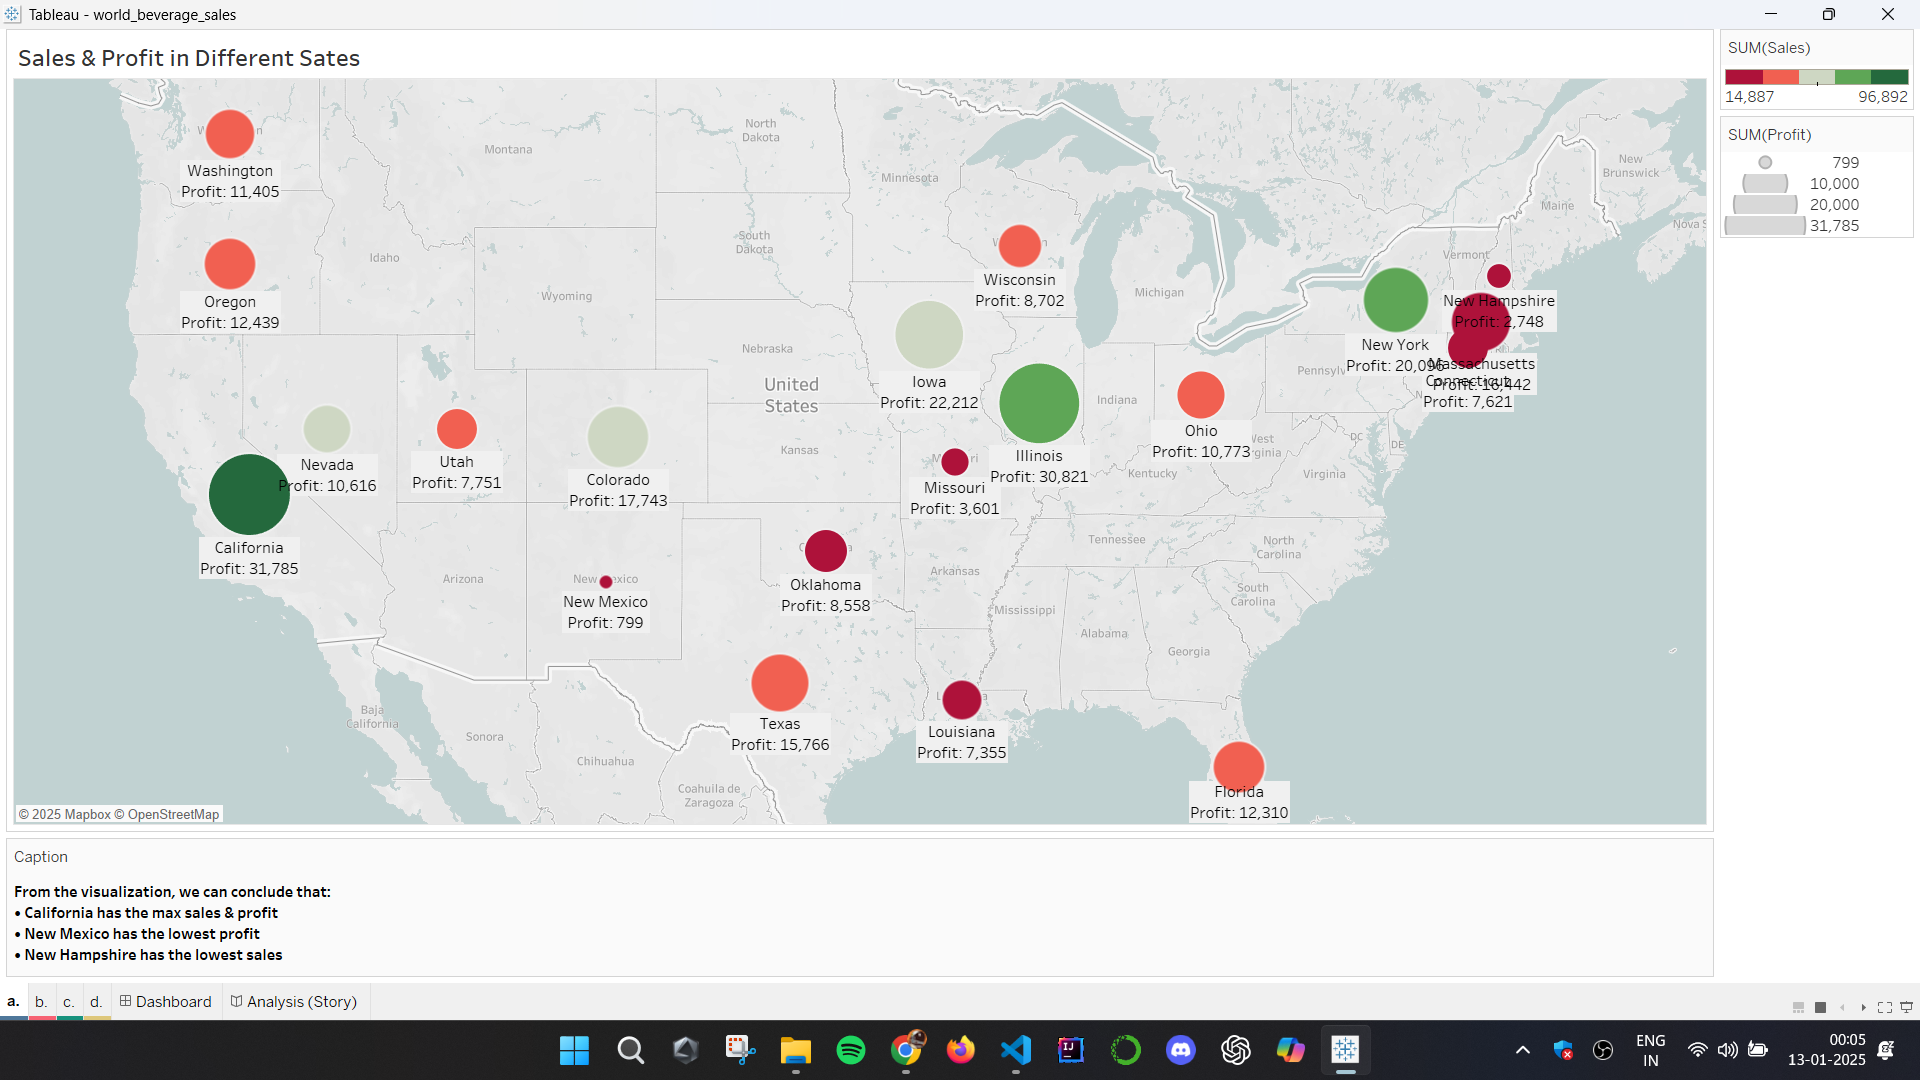 Tableau - world_beverage_sales
Sales & Profit in Different Sates
SUM(Sales)
14,887
96,892
SUM(Profit)
799
10,000
20,000
31,785
Washington
Profit: 11,405
Oregon
Profit: 12,439
Nevada
Profit: 10,616
California
Profit: 31,785
Utah
Profit: 7,751
Colorado
Profit: 17,743
New Mexico
New Mexico
Profit: 799
Texas
Profit: 15,766
Oklahoma
Profit: 8,558
Iowa
Profit: 22,212
Wisconsin
Profit: 8,702
Illinois
Profit: 30,821
Missouri
Profit: 3,601
Louisiana
Profit: 7,355
Ohio
Profit: 10,773
Florida
Profit: 12,310
New York
Profit: 20,096
New Hampshire
Profit: 2,748
Massachusetts
Profit: 16,442
Connecticut
Profit: 7,621
Montana
North
Dakota
Minnesota
South
Dakota
Idaho
Wyoming
Nebraska
United
States
Kansas
Michigan
Indiana
Kentucky
Virginia
Tennessee
North
Carolina
South
Carolina
Arkansas
Mississippi
Alabama
Georgia
Arizona
Baja
California
Sonora
Chihuahua
Coahuila de
Zaragoza
Vermont
Maine
New
Brunswick
Nova S
Pennsylv
DC
DE
© 2025 Mapbox © OpenStreetMap
Caption
From the visualization, we can conclude that:
• California has the max sales & profit
• New Mexico has the lowest profit
• New Hampshire has the lowest sales
a.
b.
c.
d.
Dashboard
Analysis (Story)
ENG
IN
00:05
13-01-2025